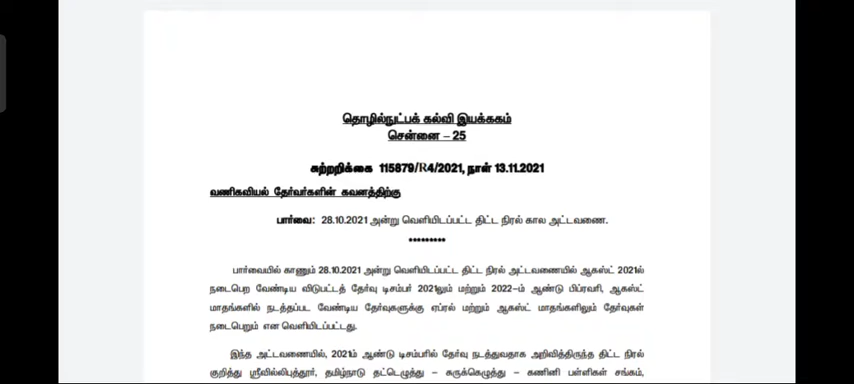 தொழில்நுட்பக் கல்வி இயக்ககம்
சென்னை – 25
சுற்றறிக்கை 115879/R4/2021, நாள் 13.11.2021
வணிகவியல் தேர்வர்களின் கவனத்திற்கு
பார்வை: 28.10.2021 அன்று வெளியிடப்பட்ட திட்ட நிரல் கால அட்டவணை.
*********
பார்வையில் காணும் 28.10.2021 அன்று வெளியிடப்பட்ட திட்ட நிரல் அட்டவணையில் ஆகஸ்ட் 2021ல்
நடைபெற வேண்டிய விடுபட்டத் தேர்வு டிசம்பர் 2021லும் மற்றும் 2022-ம் ஆண்டு பிப்ரவரி, ஆகஸ்ட்
மாதங்களில் நடத்தப்பட வேண்டிய தேர்வுகளுக்கு ஏப்ரல் மற்றும் ஆகஸ்ட் மாதங்களிலும் தேர்வுகள்
நடைபெறும் என வெளியிடப்பட்டது.
இந்த அட்டவணையில், 2021ம் ஆண்டு டிசம்பரில் தேர்வு நடத்துவதாக அறிவித்திருந்த திட்ட நிரல்
குறித்து ஸ்ரீவில்லிபுத்தூர், தமிழ்நாடு தட்டெழுத்து – சுருக்கெழுத்து – கணினி பள்ளிகள் சங்கம்,